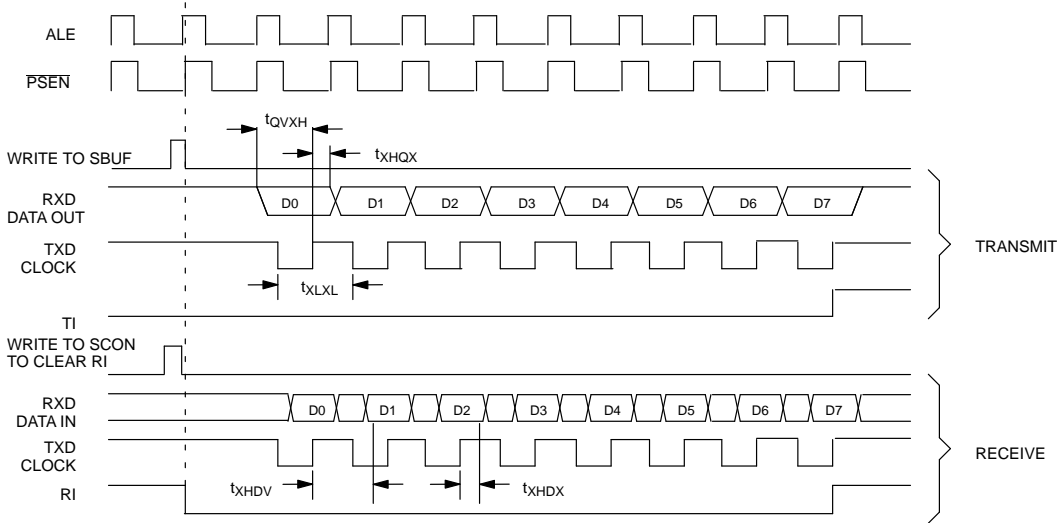 ALE
PSEN
tQVXH
tXHQX
WRITE TO SBUF
RXD
DATA OUT
D0 D1 D2 D3 D4 D5 D6 D7
TXD
CLOCK
TRANSMIT
tXLXL
TI
WRITE TO SCON
TO CLEAR RI
RXD
DATA IN
D0 D1 D2 D3 D4 D5 D6 D7
TXD
CLOCK
RECEIVE
tXHDV
tXHDX
RI